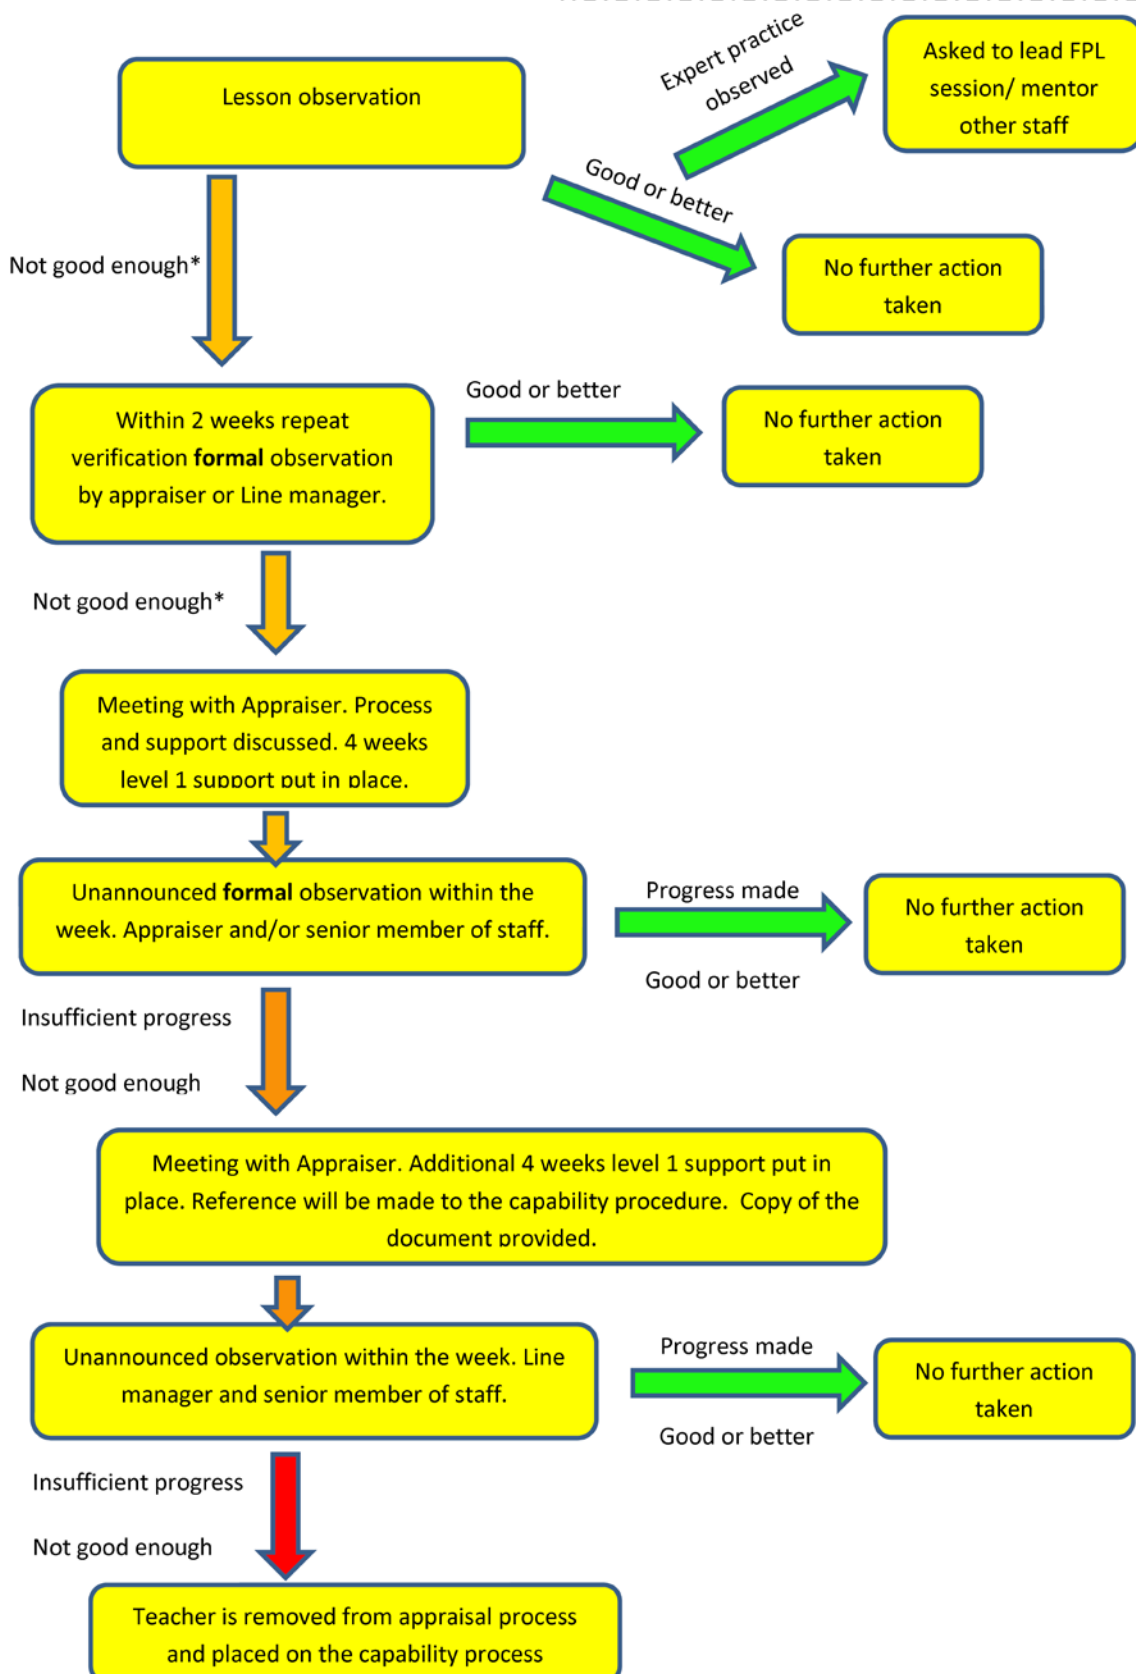 Expert practice
observed
Asked to lead FPL
session/ mentor
other staff
Lesson observation
Good or better
Not good enough*
No further action
taken
Within 2 weeks repeat
verification formal observation
by appraiser or Line manager.
Good or better
No further action
taken
Not good enough*
Meeting with Appraiser. Process
and support discussed. 4 weeks
level 1 support put in place.
Unannounced formal observation within the
week. Appraiser and/or senior member of staff.
Progress made
Good or better
No further action
taken
Insufficient progress
Not good enough
Meeting with Appraiser. Additional 4 weeks level 1 support put in
place. Reference will be made to the capability procedure.  Copy of the
document provided.
Unannounced observation within the week. Line
manager and senior member of staff.
Progress made
Good or better
No further action
taken
Insufficient progress
Not good enough
Teacher is removed from appraisal process
and placed on the capability process